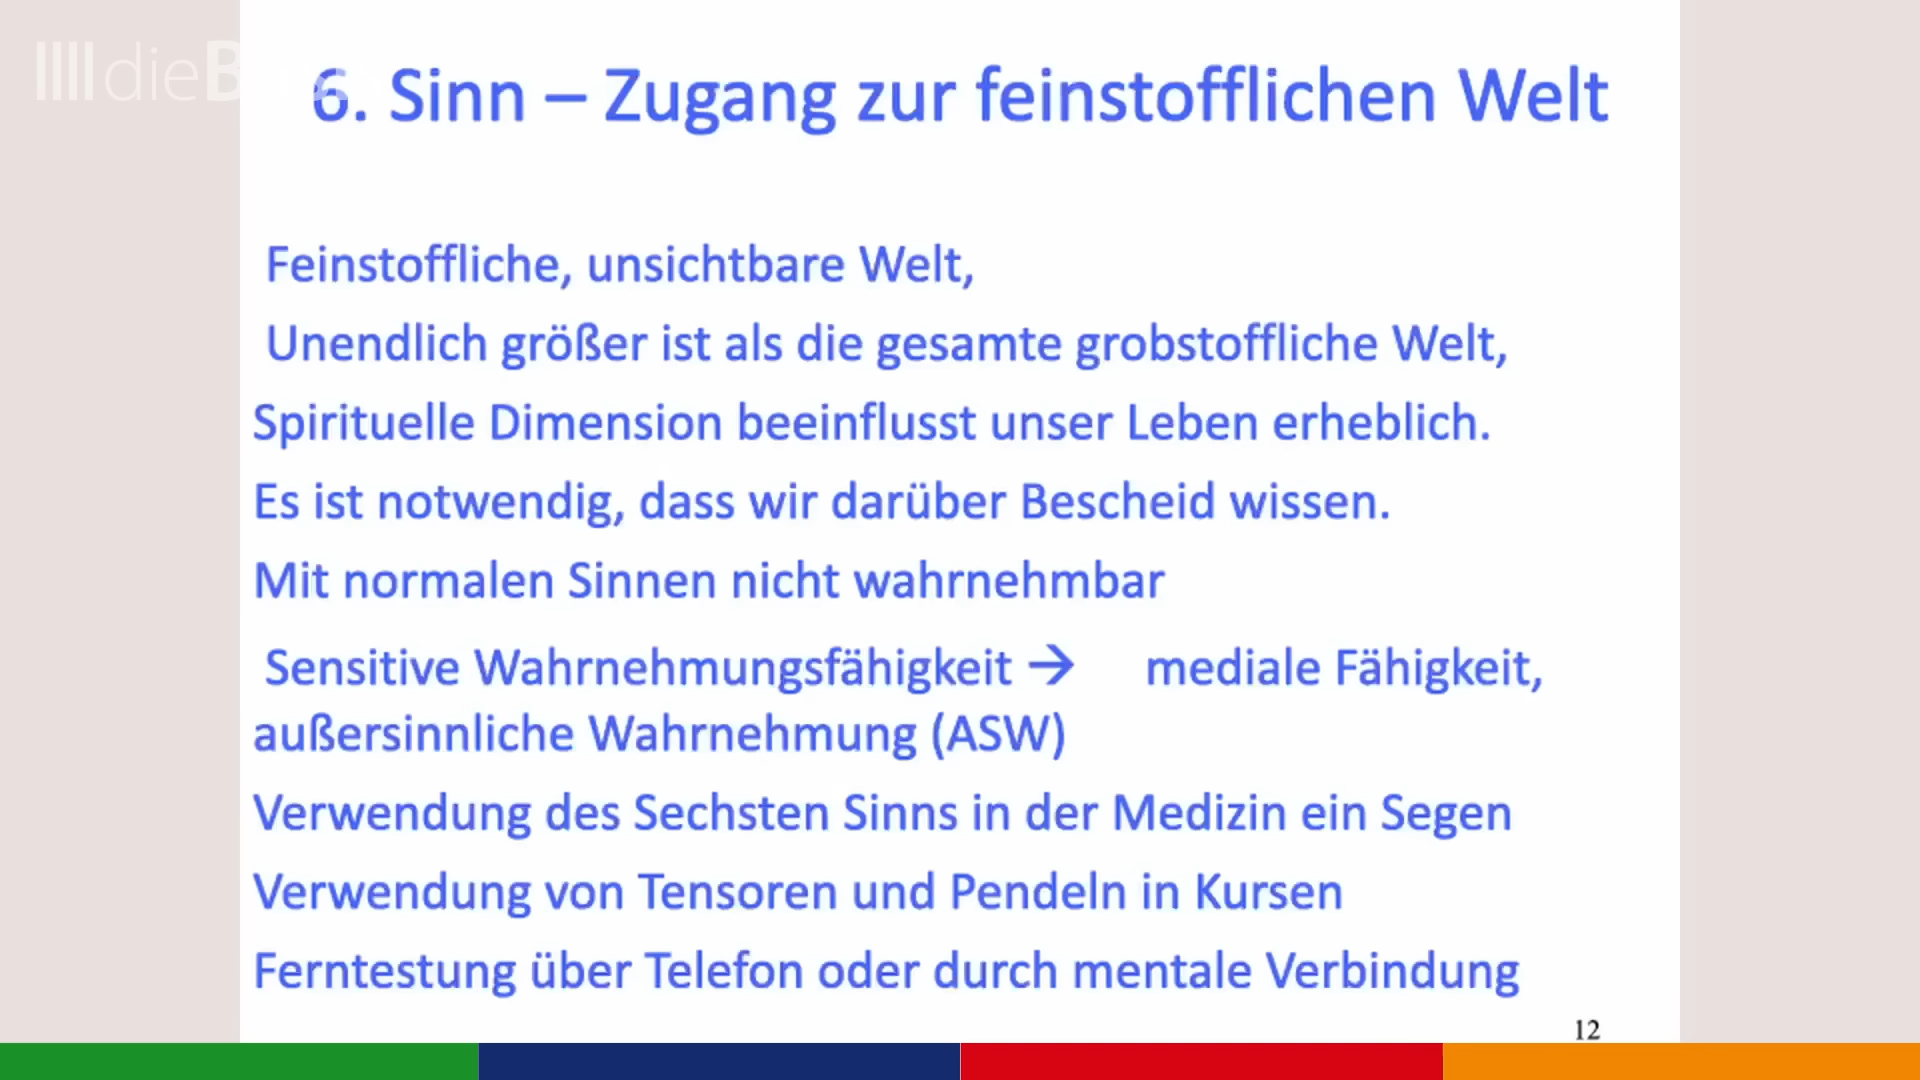 dieB
6. Sinn – Zugang zur feinstofflichen Welt
Feinstoffliche, unsichtbare Welt,
Unendlich größer ist als die gesamte grobstoffliche Welt,
Spirituelle Dimension beeinflusst unser Leben erheblich.
Es ist notwendig, dass wir darüber Bescheid wissen.
Mit normalen Sinnen nicht wahrnehmbar
Sensitive Wahrnehmungsfähigkeit → mediale Fähigkeit,
außersinnliche Wahrnehmung (ASW)
Verwendung des Sechsten Sinns in der Medizin ein Segen
Verwendung von Tensoren und Pendeln in Kursen
Ferntestung über Telefon oder durch mentale Verbindung
12